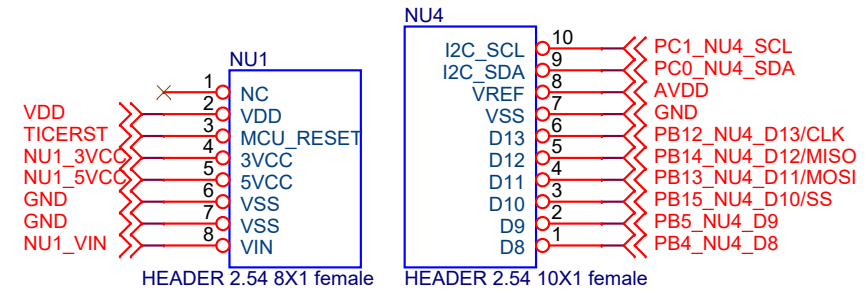 NU1
1 NC
VDD 2 VDD
TICERST 3 MCU_RESET
NU1_3VCC 4 3VCC
NU1_5VCC 5 5VCC
GND 6 VSS
GND 7 VSS
NU1_VIN 8 VIN
HEADER 2.54 8X1 female
NU4
I2C_SCL 10 PC1_NU4_SCL
I2C_SDA 9 PC0_NU4_SDA
VREF 8 AVDD
VSS 7 GND
D13 6 PB12_NU4_D13/CLK
D12 5 PB14_NU4_D12/MISO
D11 4 PB13_NU4_D11/MOSI
D10 3 PB15_NU4_D10/SS
D9 2 PB5_NU4_D9
D8 1 PB4_NU4_D8
HEADER 2.54 10X1 female